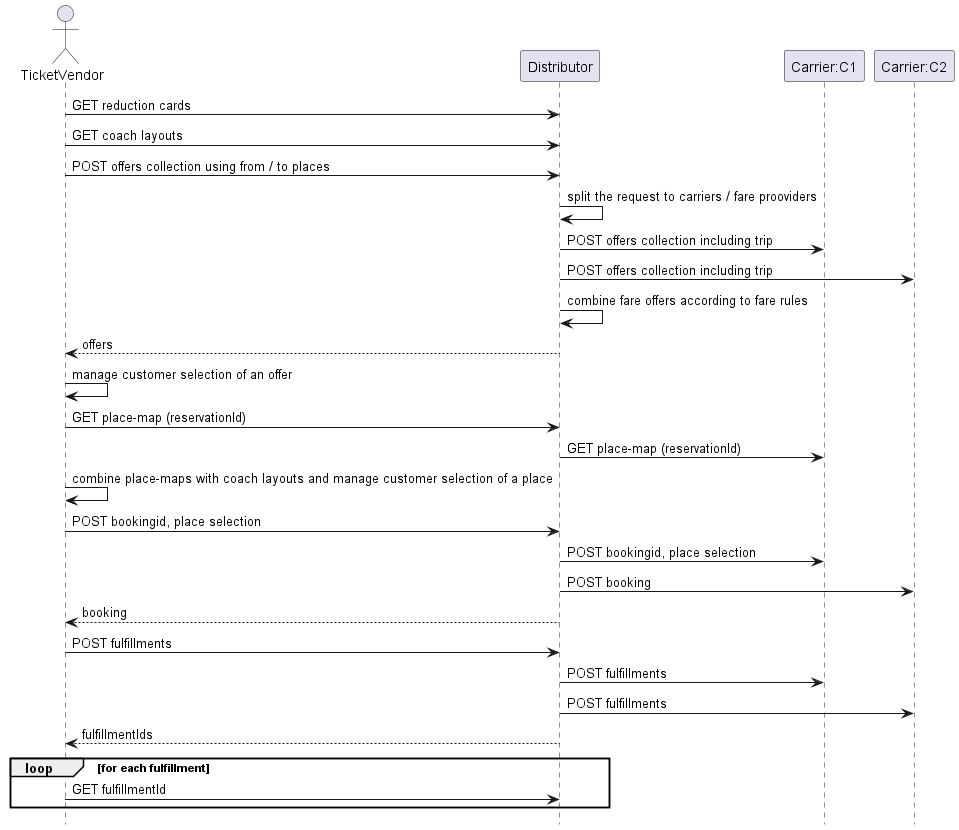 TicketVendor
Distributor
Carrier:C1
Carrier:C2
GET reduction cards
GET coach layouts
POST offers collection using from / to places
split the request to carriers / fare prooviders
POST offers collection including trip
POST offers collection including trip
combine fare offers according to fare rules
offers
manage customer selection of an offer
GET place-map (reservationId)
GET place-map (reservationId)
combine place-maps with coach layouts and manage customer selection of a place
POST bookingid, place selection
POST bookingid, place selection
POST booking
booking
POST fulfillments
POST fulfillments
POST fulfillments
fulfillmentIds
loop [for each fulfillment]
GET fulfillmentId